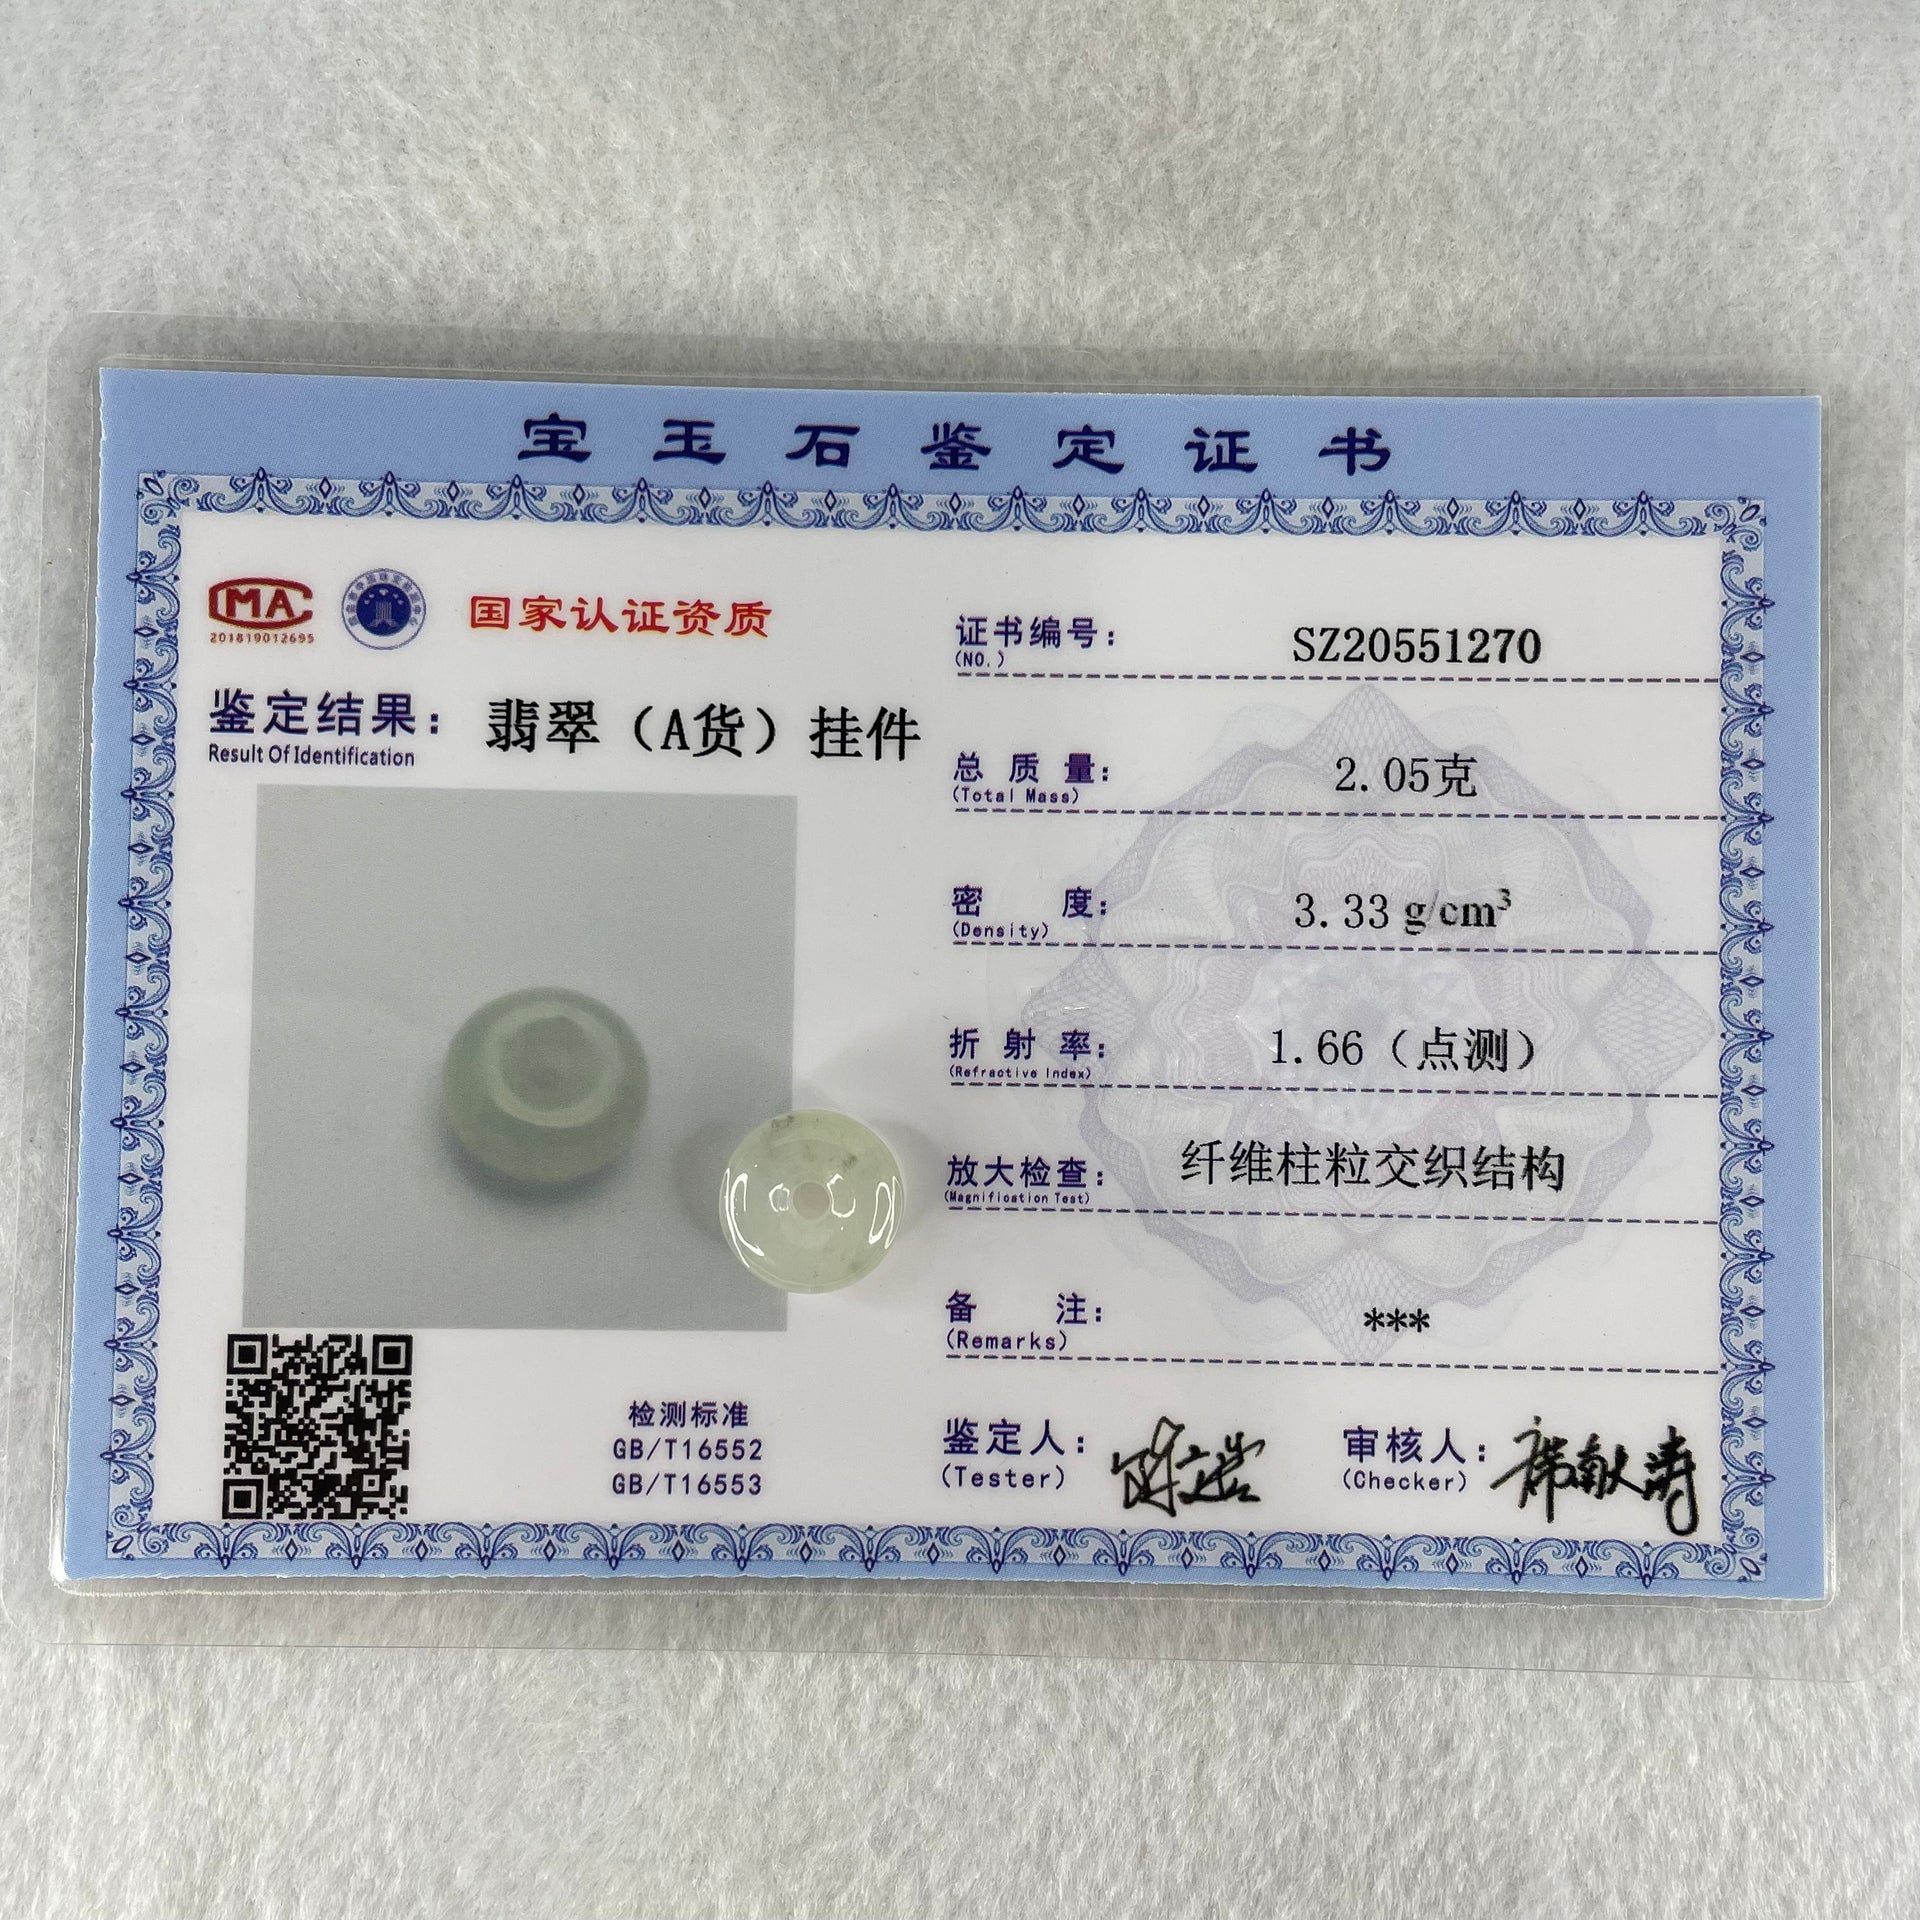 宝玉石鉴定证书
CMA
201819012695
国家认证资质
鉴定结果：翡翠（A货）挂件
Result Of Identification
检测标准
GB/T16552
GB/T16553
证书编号： SZ20551270
(NO.)
总质量： 2.05克
(Total Mass)
密度： 3.33 g/cm³
(Density)
折射率： 1.66（点测）
(Refractive Index)
放大检查： 纤维柱粒交织结构
(Magnification Test)
备注： ***
(Remarks)
鉴定人：
(Tester)
审核人：
(Checker)